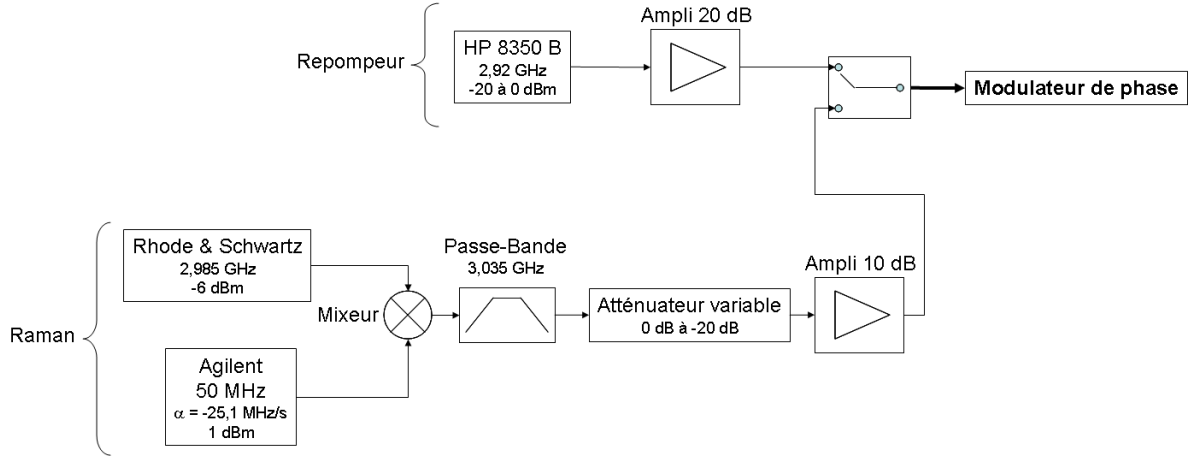 Ampli 20 dB
Repompeur
HP 8350 B
2,92 GHz
-20 à 0 dBm
Modulateur de phase
Raman
Rhode & Schwartz
2,985 GHz
-6 dBm
Mixeur
Agilent
50 MHz
α = -25,1 MHz/s
1 dBm
Passe-Bande
3,035 GHz
Atténuateur variable
0 dB à -20 dB
Ampli 10 dB